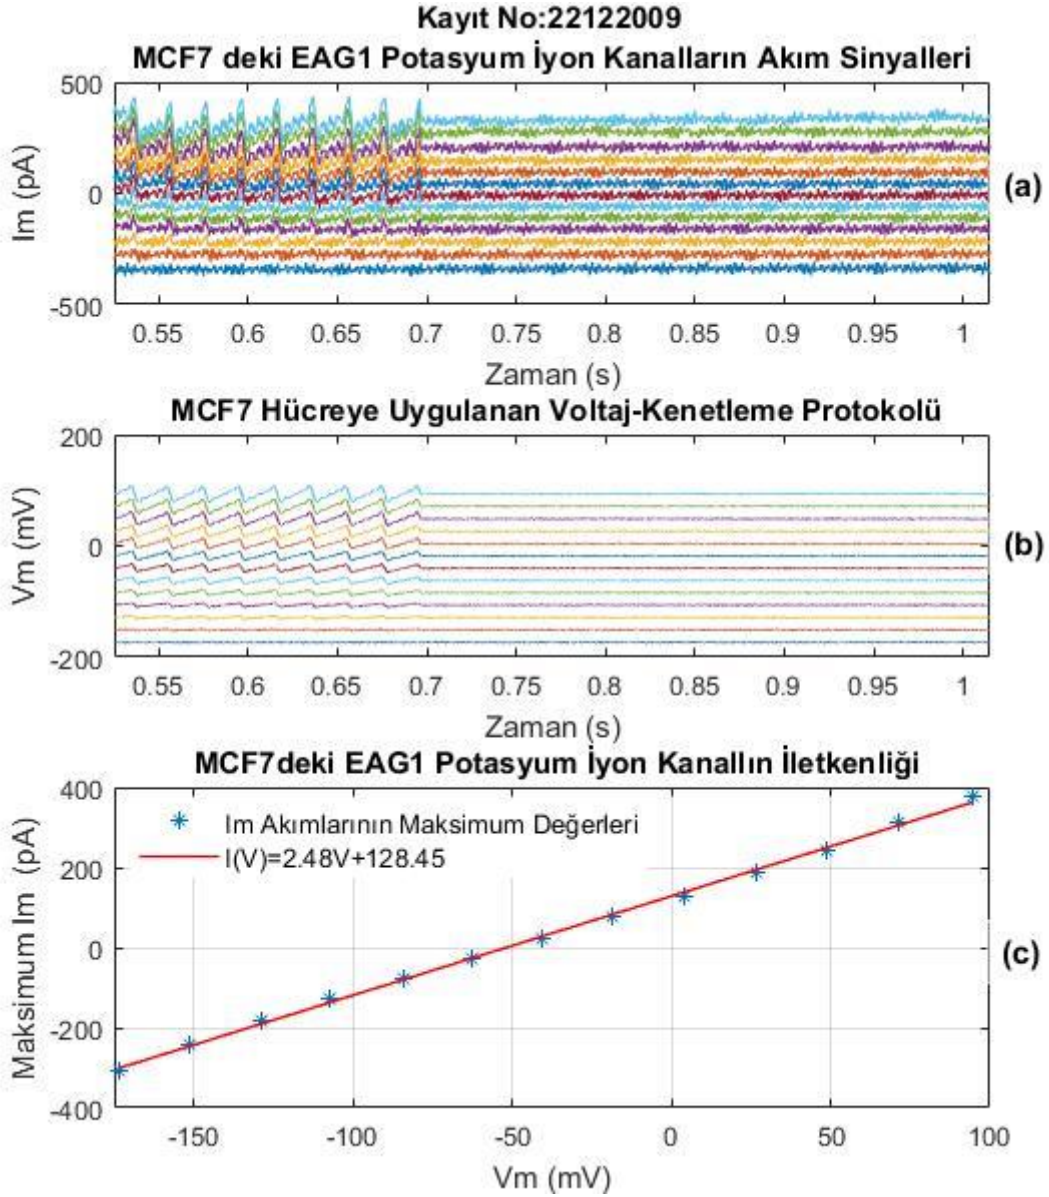 Kayıt No:22122009
MCF7 deki EAG1 Potasyum İyon Kanalların Akım Sinyalleri
500
0
-500
Im (pA)
(a)
0.55 0.6 0.65 0.7 0.75 0.8 0.85 0.9 0.95 1
Zaman (s)
MCF7 Hücreye Uygulanan Voltaj-Kenetleme Protokolü
200
0
-200
Vm (mV)
(b)
0.55 0.6 0.65 0.7 0.75 0.8 0.85 0.9 0.95 1
Zaman (s)
MCF7deki EAG1 Potasyum İyon Kanallın İletkenliği
400
200
0
-200
-400
Maksimum Im (pA)
Im Akımlarının Maksimum Değerleri
I(V)=2.48V+128.45
(c)
-150 -100 -50 0 50 100
Vm (mV)